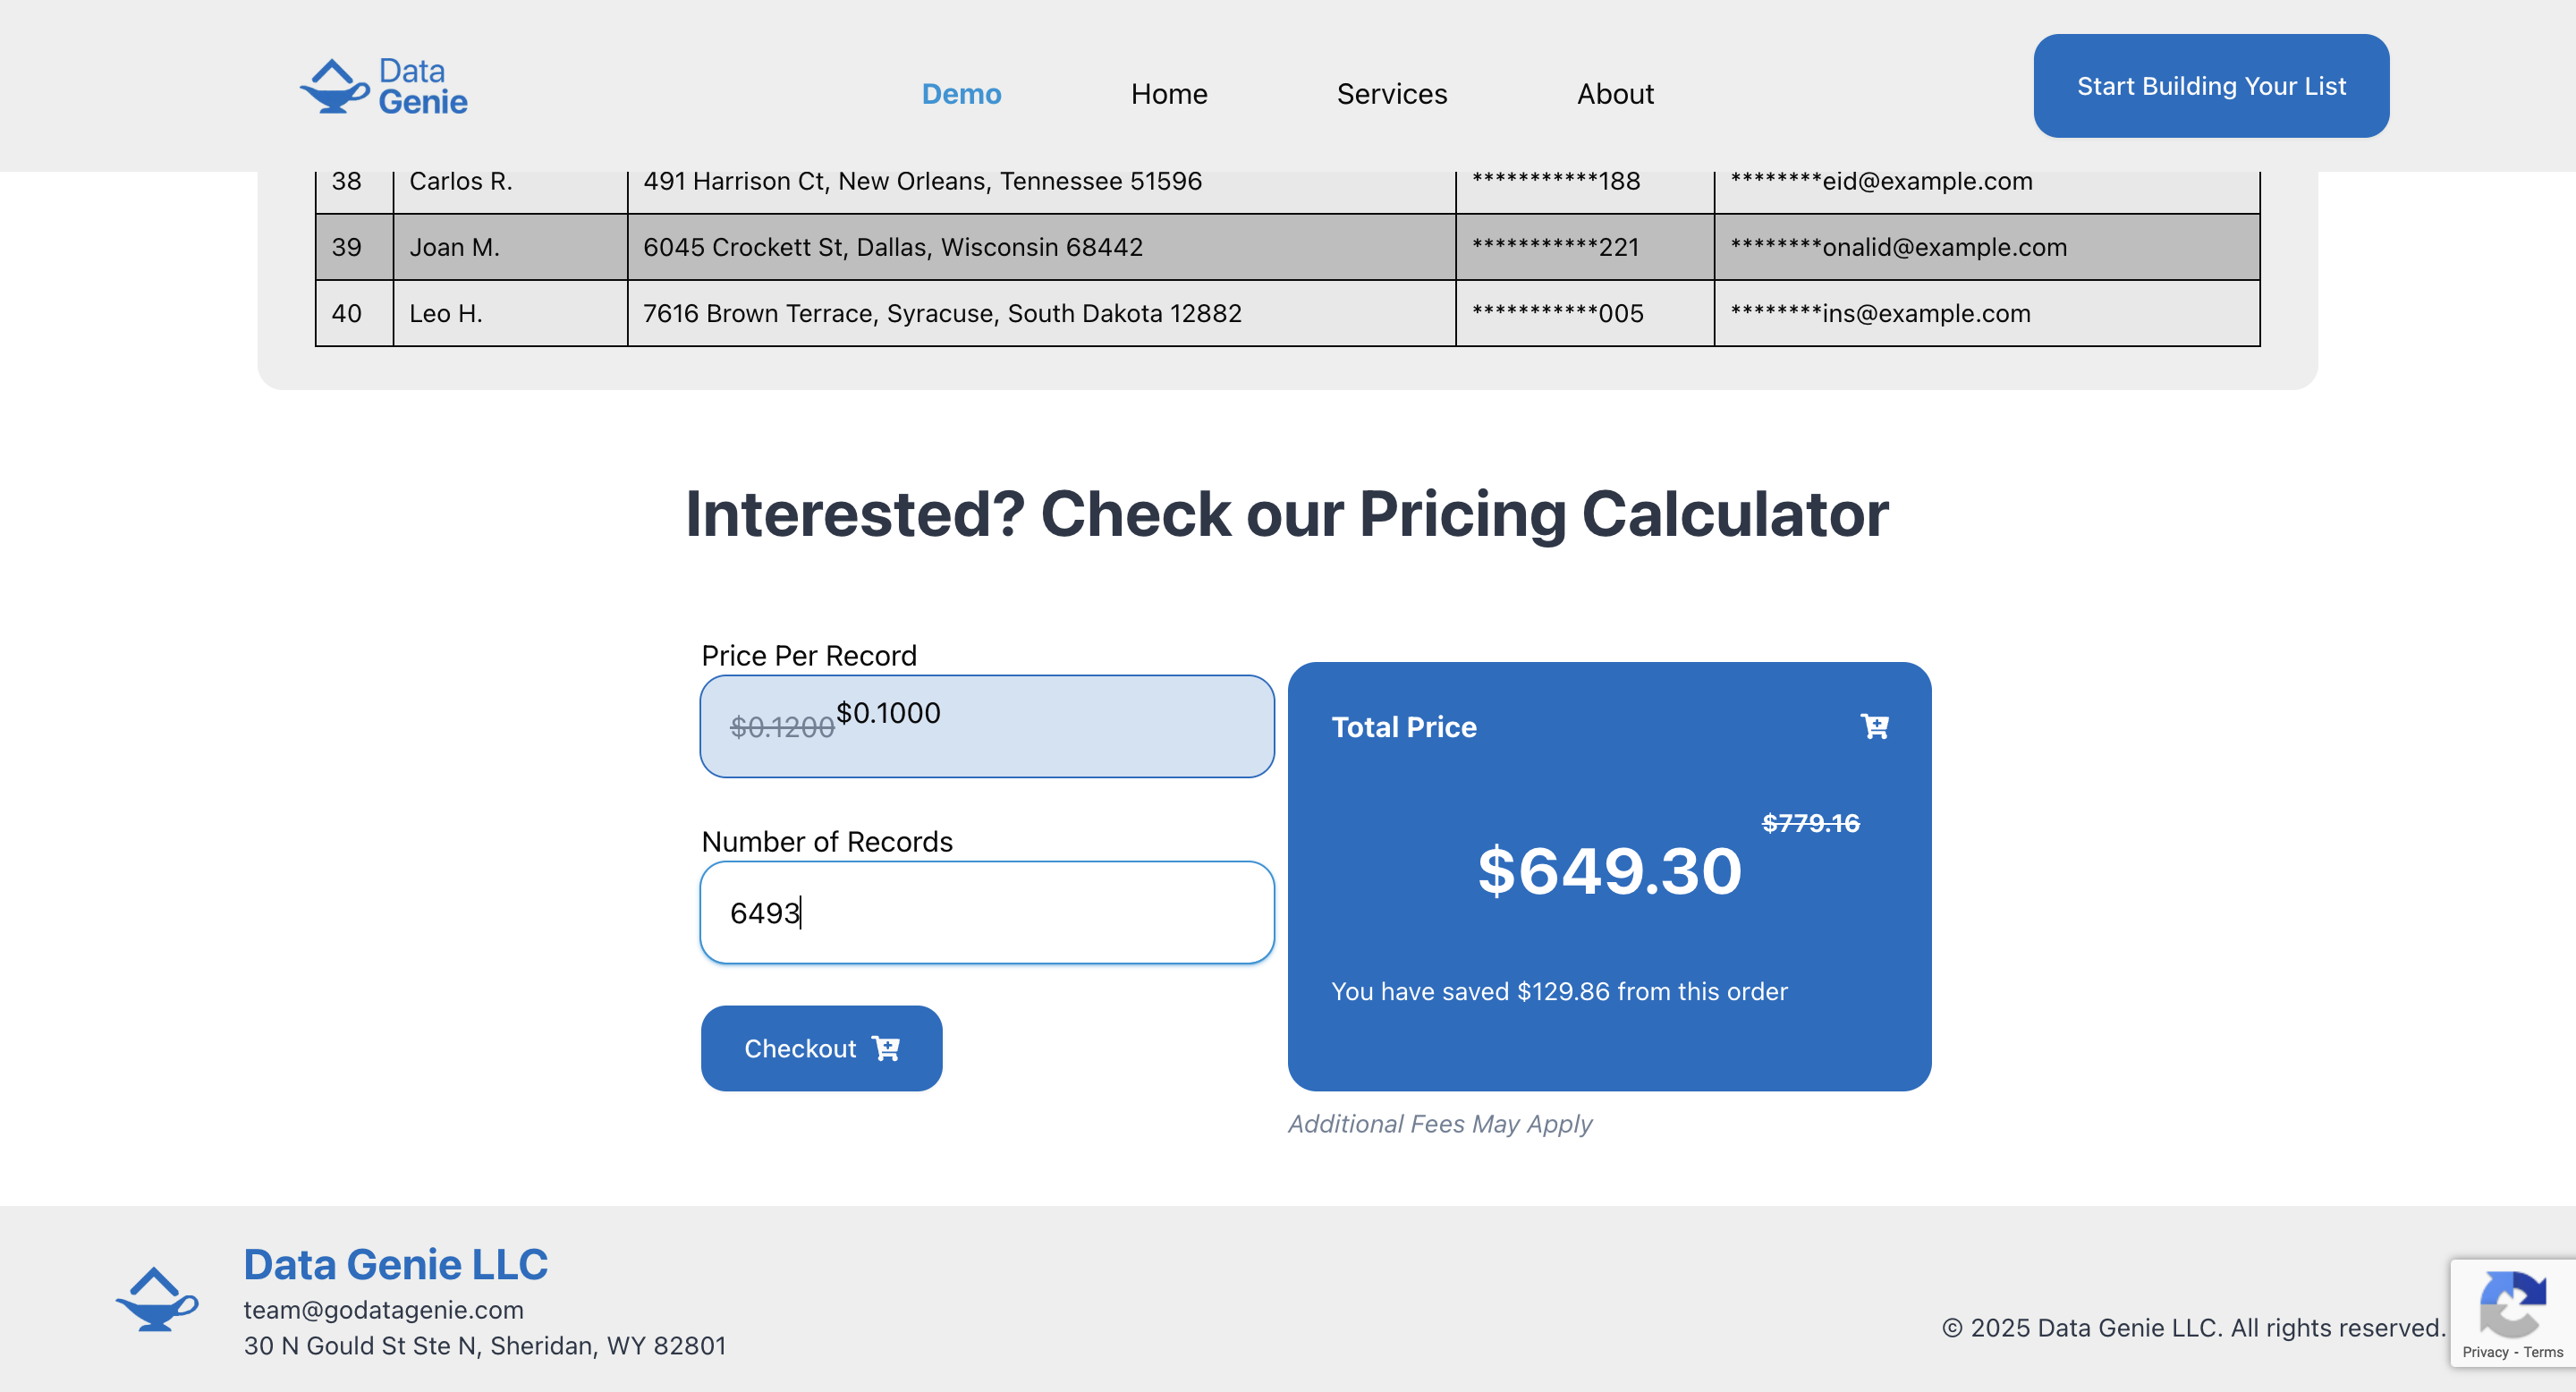 Data
Genie
Demo Home Services About
Start Building Your List
38 Carlos R. 491 Harrison Ct, New Orleans, Tennessee 51596 ***********188 ********eid@example.com
39 Joan M. 6045 Crockett St, Dallas, Wisconsin 68442 ***********221 ********onalid@example.com
40 Leo H. 7616 Brown Terrace, Syracuse, South Dakota 12882 ***********005 ********ins@example.com
Interested? Check our Pricing Calculator
Price Per Record
$0.1200 $0.1000
Number of Records
6493
Checkout
Total Price
$779.16
$649.30
You have saved $129.86 from this order
Additional Fees May Apply
Data Genie LLC
team@godatagenie.com
30 N Gould St Ste N, Sheridan, WY 82801
© 2025 Data Genie LLC. All rights reserved.
Privacy - Terms